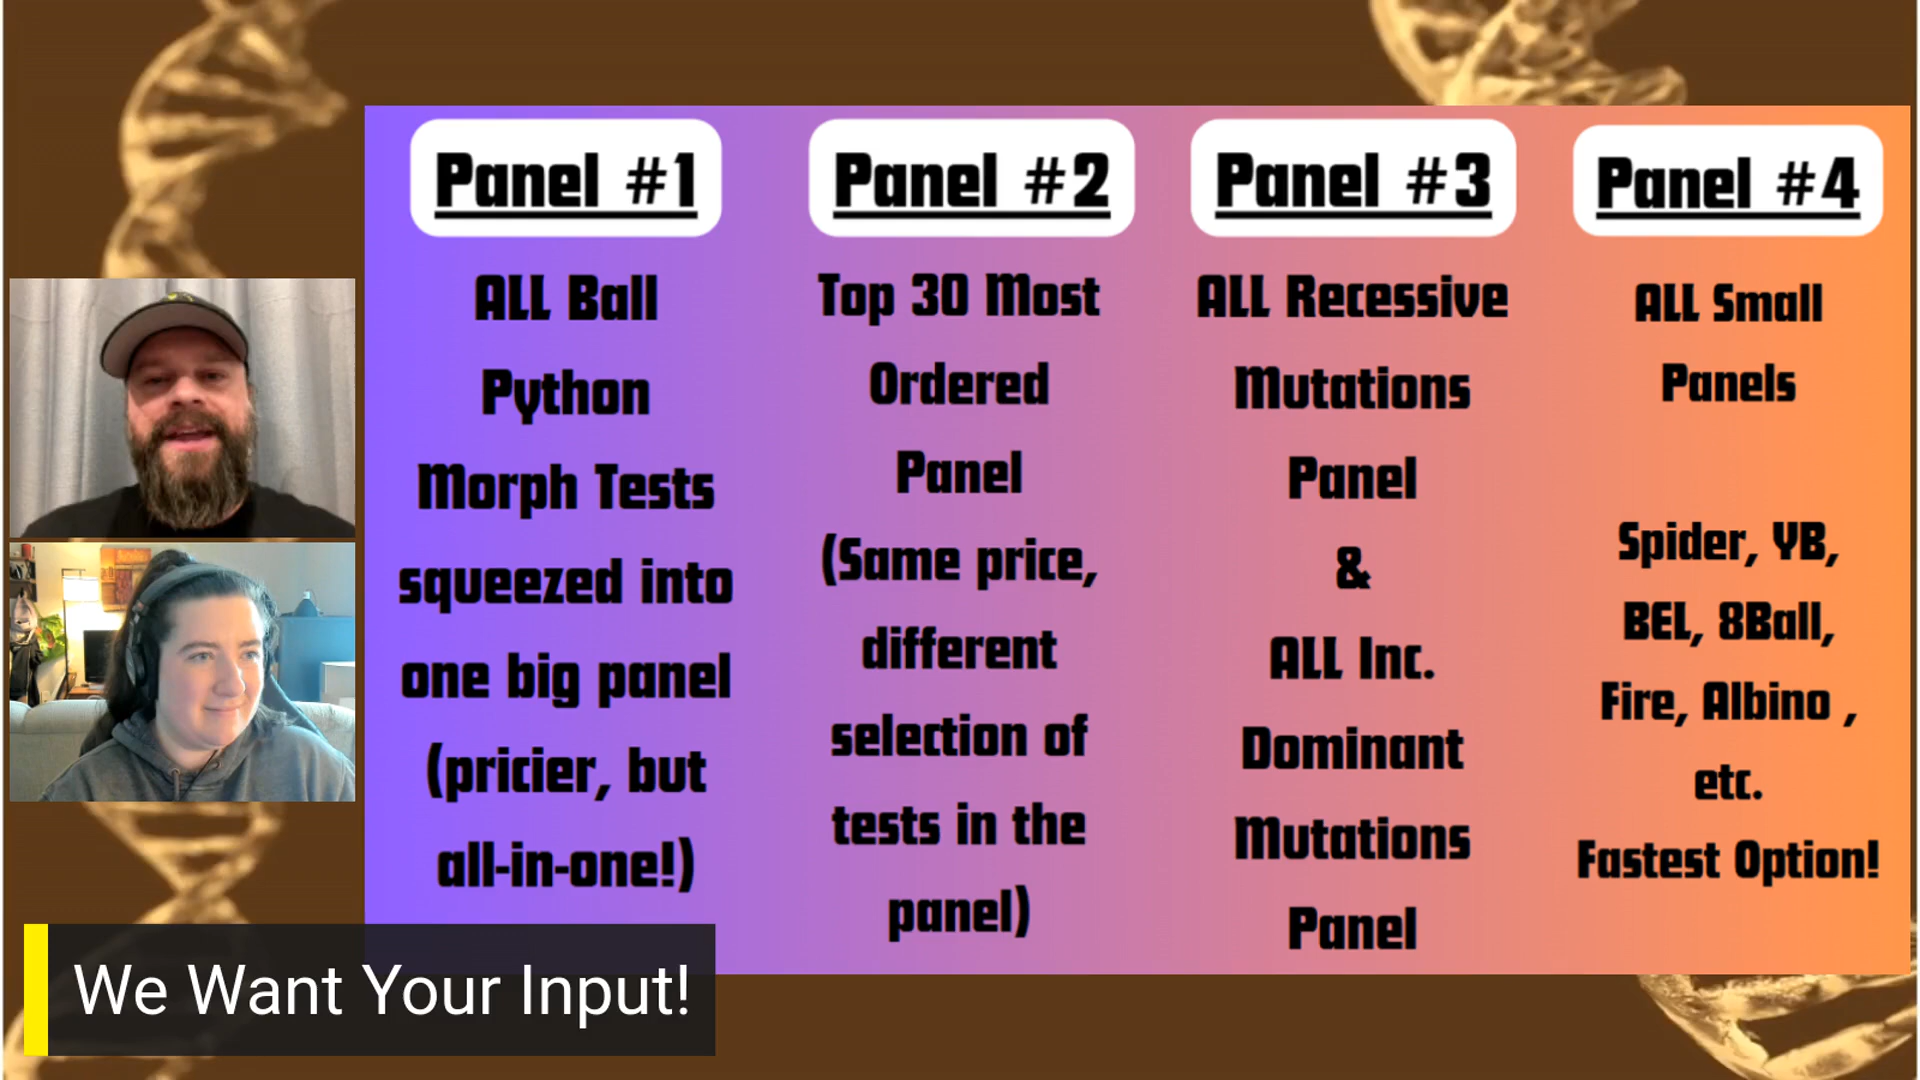 Panel #1
ALL Ball
Python
Morph Tests
squeezed into
one big panel
(pricier, but
all-in-one!)
Panel #2
Top 30 Most
Ordered
Panel
(Same price,
different
selection of
tests in the
panel)
Panel #3
ALL Recessive
Mutations
Panel
&
ALL Inc.
Dominant
Mutations
Panel
Panel #4
ALL Small
Panels
Spider, YB,
BEL, 8Ball,
Fire, Albino ,
etc.
Fastest Option!
We Want Your Input!